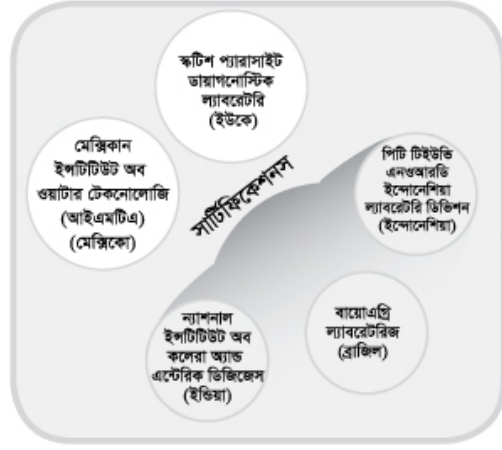 স্কটিশ প্যারাসাইট
ডায়াগনোস্টিক
ল্যাবরেটরি
(ইউকে)
মেক্সিকান
ইন্সটিটিউট অব
ওয়াটার টেকনোলোজি
(আইএমটিএ)
(মেক্সিকো)
সার্টিফিকেশনস
পিটি টিইউভি
এনওআরডি
ইন্দোনেশিয়া
ল্যাবরেটরি ডিভিশন
(ইন্দোনেশিয়া)
ন্যাশনাল
ইন্সটিটিউট অব
কলেরা অ্যান্ড
এন্টেরিক ডিজিজেস
(ইন্ডিয়া)
বায়োএগ্রি
ল্যাবরেটরিজ
(ব্রাজিল)